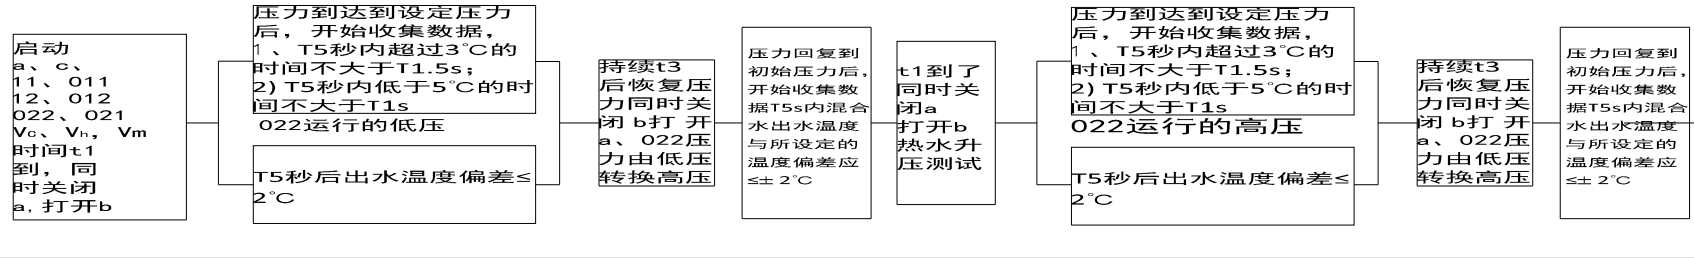 启动
a、c、
11、O11
12、O12
O22、O21
Vc、Vh, Vm
时间t1
到，同
时关闭
a, 打开b
压力到达到设定压力
后，开始收集数据，
1 、T5秒内超过3℃的
时间不大于T1.5s；
2) T5秒内低于5℃的时
间不大于T1s
O22运行的低压
T5秒后出水温度偏差≤
2℃
持续t3
后恢复压
力同时关
闭 b打 开
a、O22压
力由低压
转换高压
压力回复到
初始压力后，
开始收集数
据T5s内混合
水出水温度
与所设定的
温度偏差应
≤± 2℃
t1到了
同时关
闭a
打开b
热水升
压测试
压力到达到设定压力
后，开始收集数据，
1 、T5秒内超过3℃的
时间不大于T1.5s；
2) T5秒内低于5℃的时
间不大于T1s
O22运行的高压
T5秒后出水温度偏差≤
2℃
持续t3
后恢复压
力同时关
闭 b打 开
a、O22压
力由低压
转换高压
压力回复到
初始压力后，
开始收集数
据T5s内混合
水出水温度
与所设定的
温度偏差应
≤± 2℃